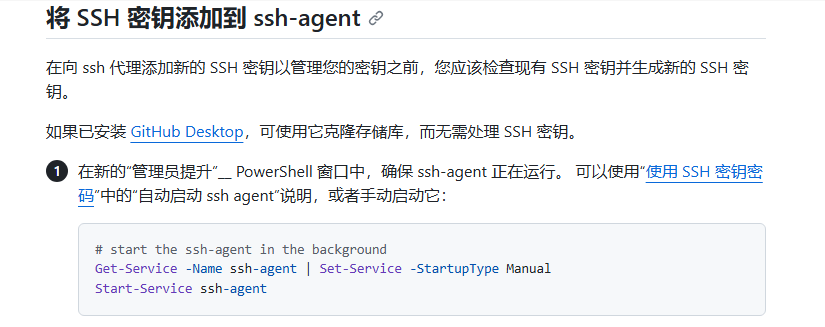 将 SSH 密钥添加到 ssh-agent
在向 ssh 代理添加新的 SSH 密钥以管理您的密钥之前，您应该检查现有 SSH 密钥并生成新的 SSH 密
钥。
如果已安装 GitHub Desktop，可使用它克隆存储库，而无需处理 SSH 密钥。
1 在新的“管理员提升”__ PowerShell 窗口中，确保 ssh-agent 正在运行。 可以使用“使用 SSH 密钥密
码”中的“自动启动 ssh agent”说明，或者手动启动它：
# start the ssh-agent in the background
Get-Service -Name ssh-agent | Set-Service -StartupType Manual
Start-Service ssh-agent